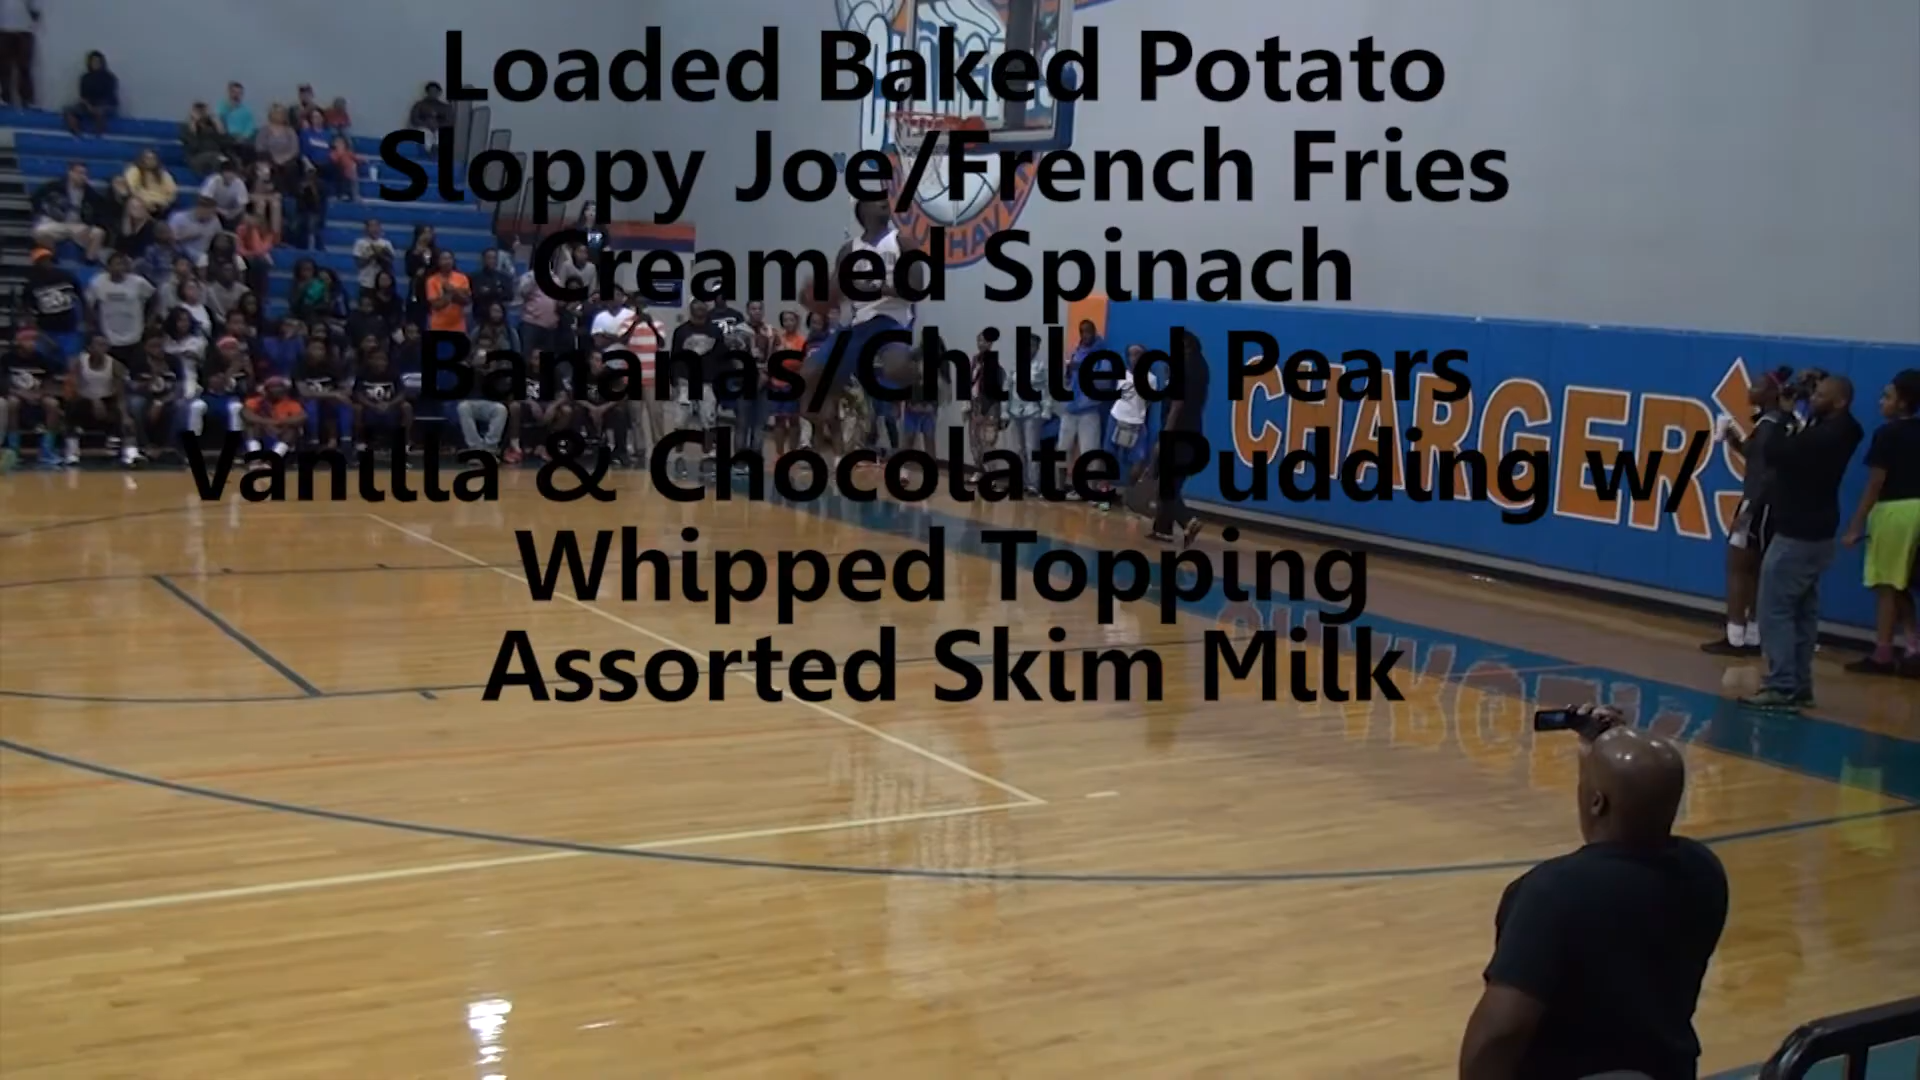 Loaded Baked Potato
Sloppy Joe/French Fries
Creamed Spinach
Bananas/Chilled Pears
Vanilla & Chocolate Pudding w/
Whipped Topping
Assorted Skim Milk
CHARGERS